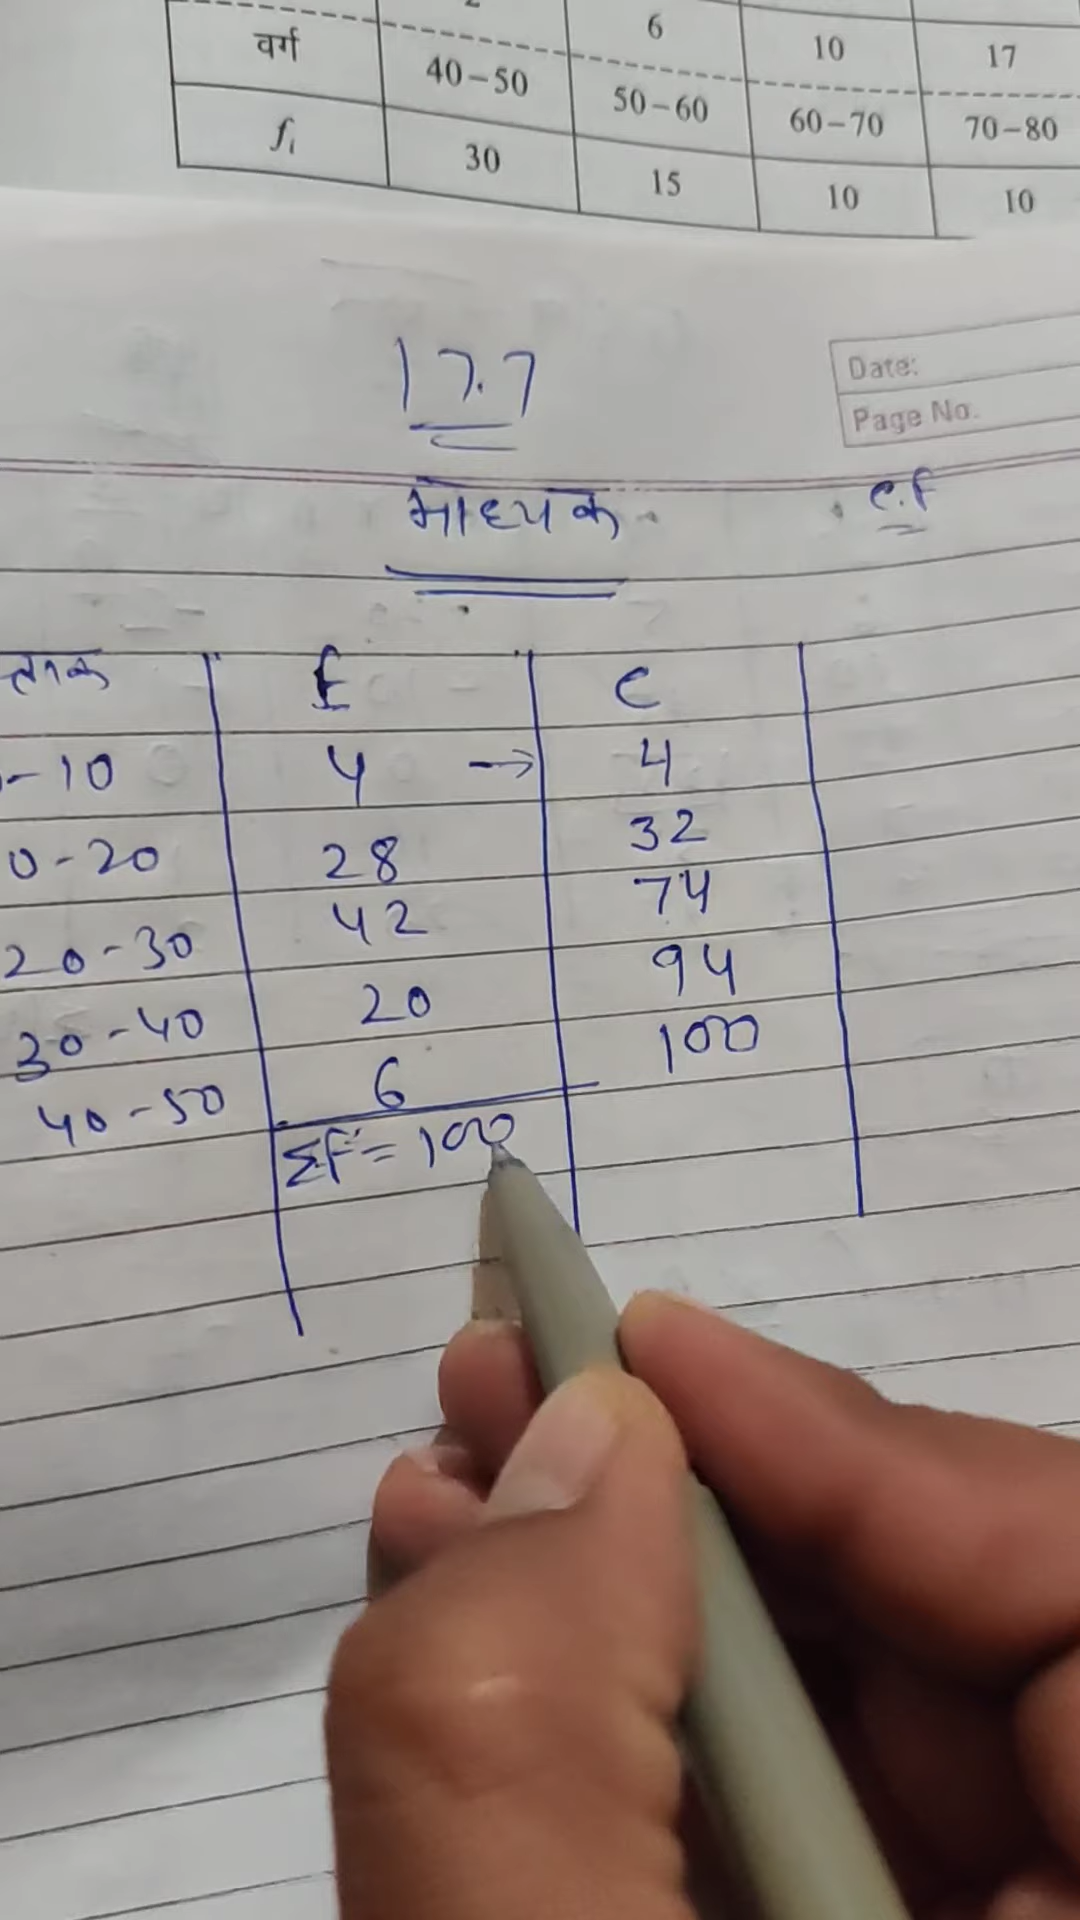 6 10 17
वर्ग 40–50 50–60 60–70 70–80
fi 30 15 10 10
17.7
Date:
Page No.
माध्यक
c.f
f c
-10 4 → 4
0-20 28 32
20-30 42 74
30-40 20 94
40-50 6 100
Σf = 100